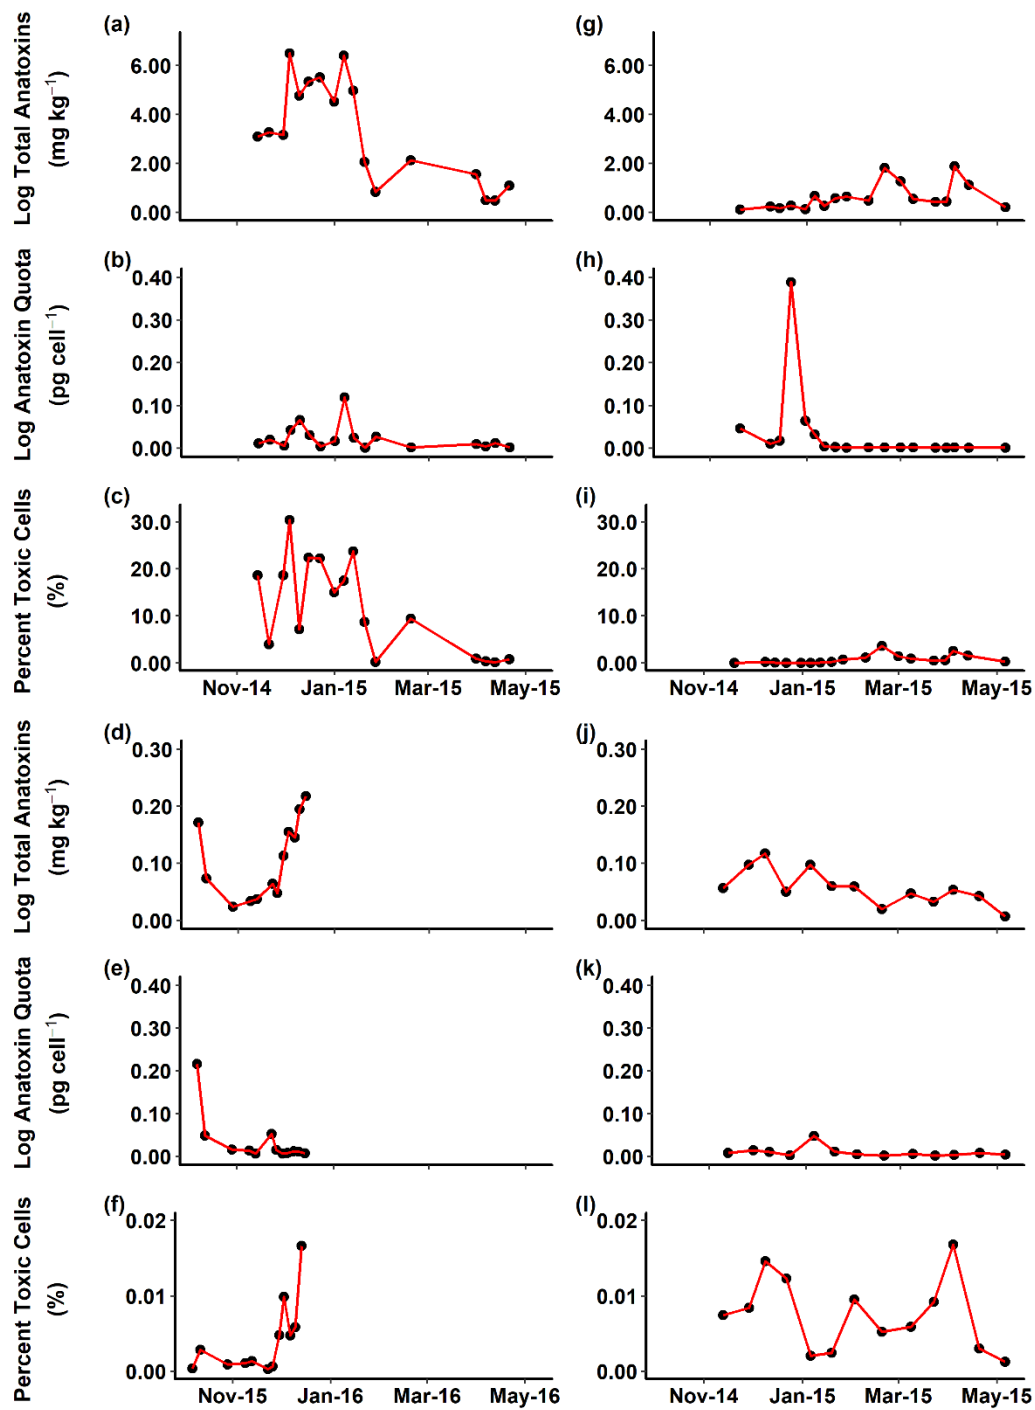 (a)
Log Total Anatoxins
(mg kg⁻¹)
6.00
4.00
2.00
0.00
(g)
6.00
4.00
2.00
0.00
(b)
Log Anatoxin Quota
(pg cell⁻¹)
0.40
0.30
0.20
0.10
0.00
(h)
0.40
0.30
0.20
0.10
0.00
(c)
Percent Toxic Cells
(%)
30.0
20.0
10.0
0.00
Nov-14 Jan-15 Mar-15 May-15
(i)
30.0
20.0
10.0
0.00
Nov-14 Jan-15 Mar-15 May-15
(d)
Log Total Anatoxins
(mg kg⁻¹)
0.30
0.20
0.10
0.00
(j)
0.30
0.20
0.10
0.00
(e)
Log Anatoxin Quota
(pg cell⁻¹)
0.40
0.30
0.20
0.10
0.00
(k)
0.40
0.30
0.20
0.10
0.00
(f)
Percent Toxic Cells
(%)
0.02
0.01
0.00
Nov-15 Jan-16 Mar-16 May-16
(l)
0.02
0.01
0.00
Nov-14 Jan-15 Mar-15 May-15